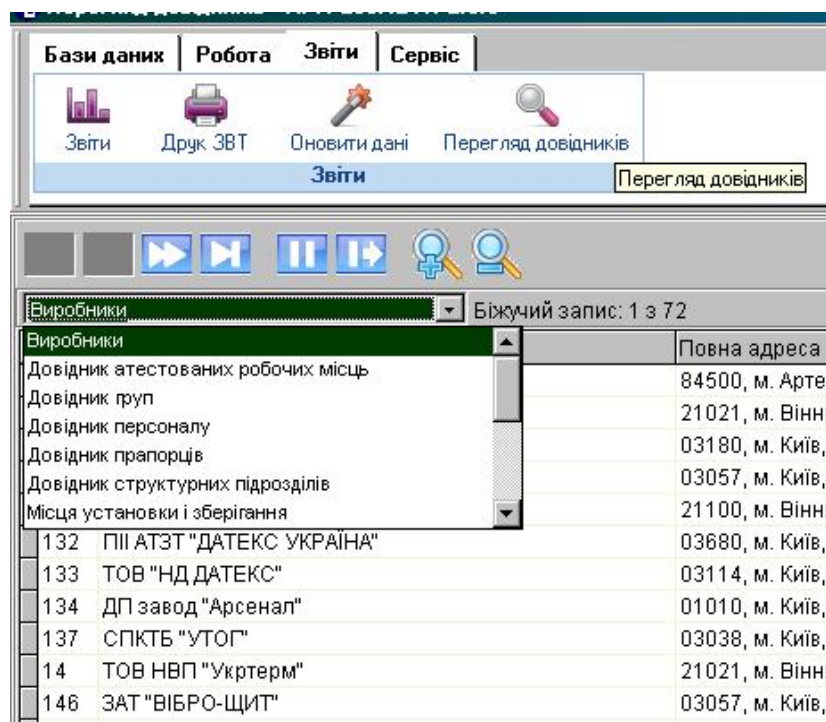 Бази даних Робота Звіти Сервіс
Звіти Друк ЗВТ Оновити дані Перегляд довідників
Звіти
Перегляд довідників
Виробники Біжучий запис: 1 з 72
Виробники
Повна адреса
Довідник атестованих робочих місць
84500, м. Арте
Довідник груп
21021, м. Вінн
Довідник персоналу
03180, м. Київ,
Довідник прапорців
03057, м. Київ,
Довідник структурних підрозділів
21100, м. Вінн
Місця установки і зберігання
132 ПІІ АТЗТ "ДАТЕКС УКРАЇНА" 03680, м. Київ,
133 ТОВ "НД ДАТЕКС" 03114, м. Київ,
134 ДП завод "Арсенал" 01010, м. Київ,
137 СПКТБ "УТОГ" 03038, м. Київ,
14 ТОВ НВП "Укртерм" 21021, м. Вінн
146 ЗАТ "ВІБРО-ЩИТ" 03057, м. Київ,